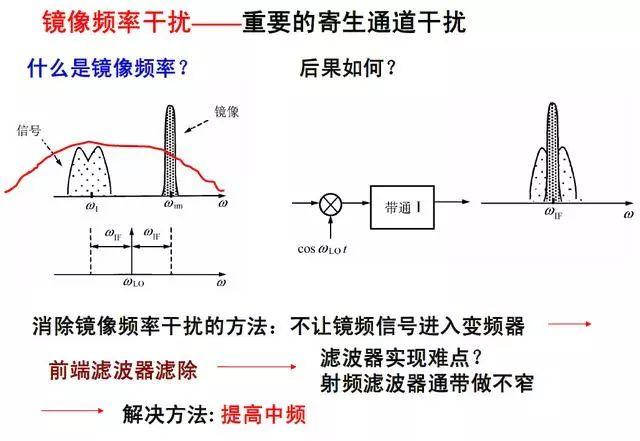 镜像频率干扰——重要的寄生通道干扰
什么是镜像频率?
后果如何?
信号
镜像
ω₁
ωim
ω
ωIF
ωIF
ωLO
ω
cos ωLO t
带通 I
ωIF
ω
消除镜像频率干扰的方法:不让镜频信号进入变频器
前端滤波器滤除
滤波器实现难点?
射频滤波器通带做不窄
解决方法: 提高中频